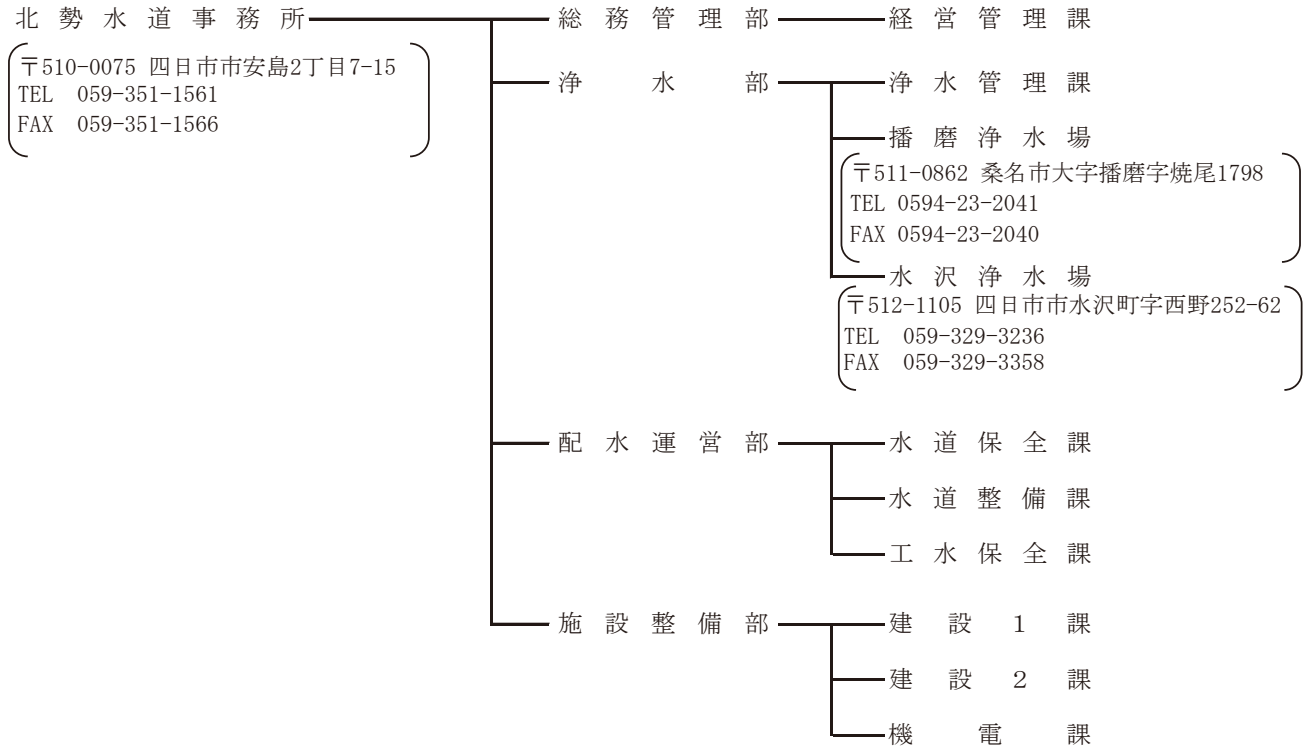 北勢水道事務所 総務管理部 経営管理課
〒510-0075 四日市市安島2丁目7-15
TEL 059-351-1561
FAX 059-351-1566
浄水部 浄水管理課
播磨浄水場
〒511-0862 桑名市大字播磨字焼尾1798
TEL 0594-23-2041
FAX 0594-23-2040
水沢浄水場
〒512-1105 四日市市水沢町字西野252-62
TEL 059-329-3236
FAX 059-329-3358
配水運営部 水道保全課
水道整備課
工水保全課
施設整備部 建設1課
建設2課
機電課